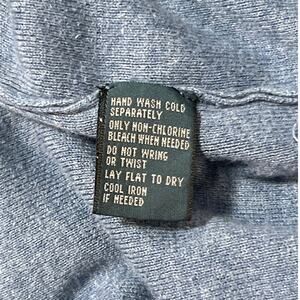 HAND WASH COLD
SEPARATELY
ONLY NON-CHLORINE
BLEACH WHEN NEEDED
DO NOT WRING
OR TWIST
LAY FLAT TO DRY
COOL IRON
IF NEEDED